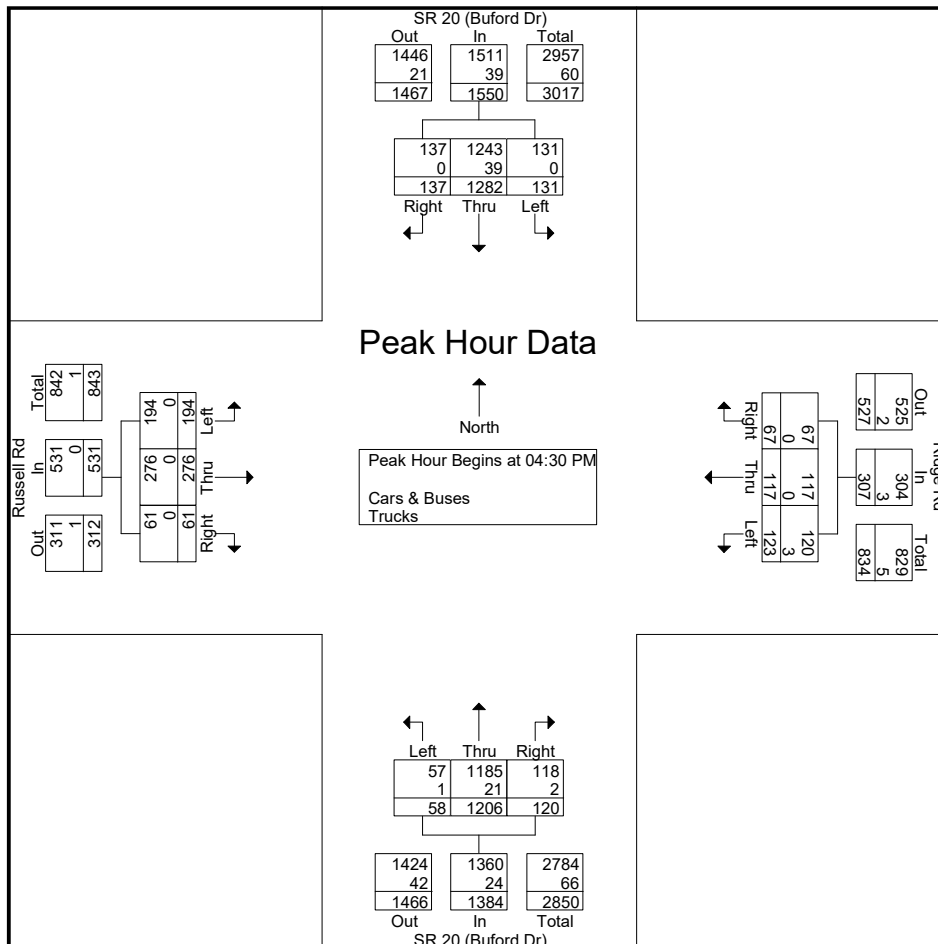 SR 20 (Buford Dr)
Out In Total
1446 1511 2957
21 39 60
1467 1550 3017
137 1243 131
0 39 0
137 1282 131
Right Thru Left
Peak Hour Data
North
Peak Hour Begins at 04:30 PM
Cars & Buses
Trucks
Russell Rd
Out In Total
311 531 842
1 0 1
312 531 843
194 276 61
0 0 0
194 276 61
Left Thru Right
Ridge Rd
Out In Total
525 304 829
2 3 5
527 307 834
67 117 120
0 0 3
67 117 123
Right Thru Left
Left Thru Right
57 1185 118
1 21 2
58 1206 120
1424 1360 2784
42 24 66
1466 1384 2850
Out In Total
SR 20 (Buford Dr)